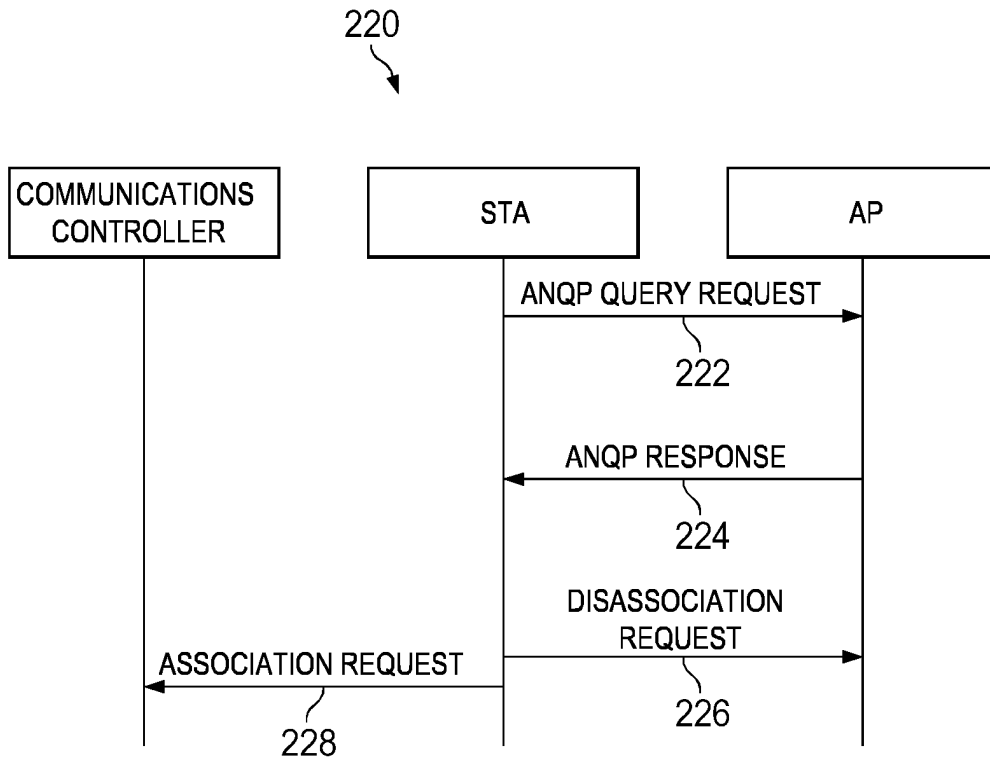 220
COMMUNICATIONS
CONTROLLER
STA
AP
ANQP QUERY REQUEST
222
ANQP RESPONSE
224
DISASSOCIATION
REQUEST
226
ASSOCIATION REQUEST
228